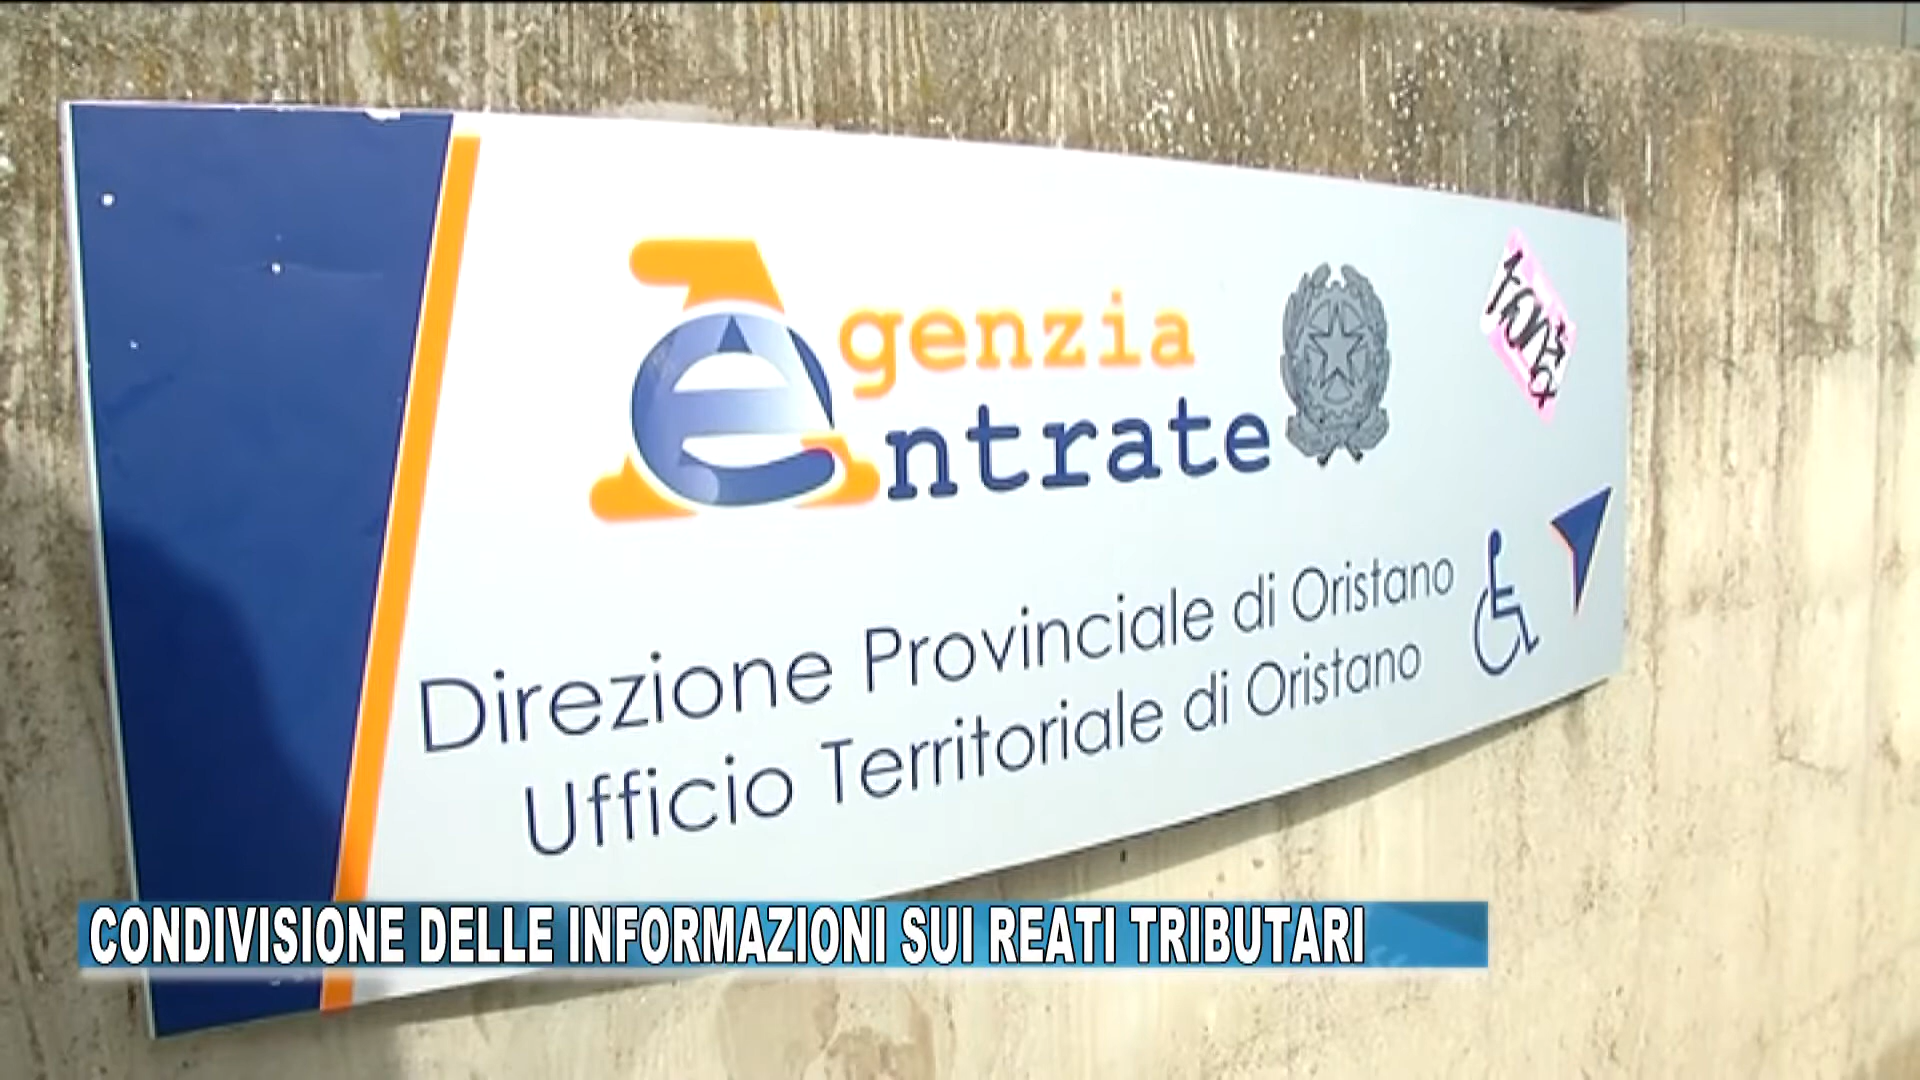 Agenzia
Entrate
Direzione Provinciale di Oristano
Ufficio Territoriale di Oristano
CONDIVISIONE DELLE INFORMAZIONI SUI REATI TRIBUTARI